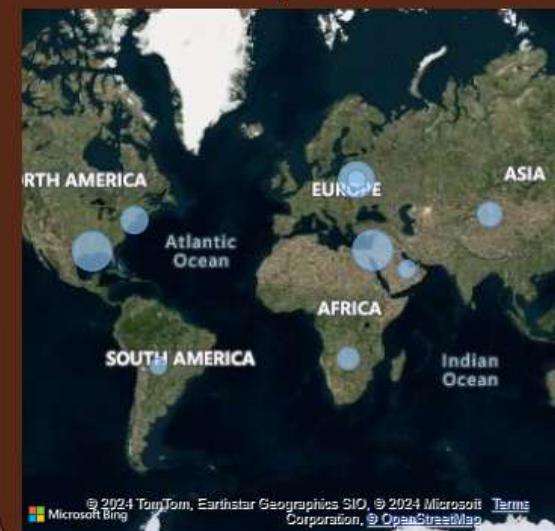 RTH AMERICA
EUROPE
ASIA
Atlantic
Ocean
AFRICA
SOUTH AMERICA
Indian
Ocean
Microsoft Bing
© 2024 TomTom, Earthstar Geographics SIO, © 2024 Microsoft Terms
Corporation, © OpenStreetMap